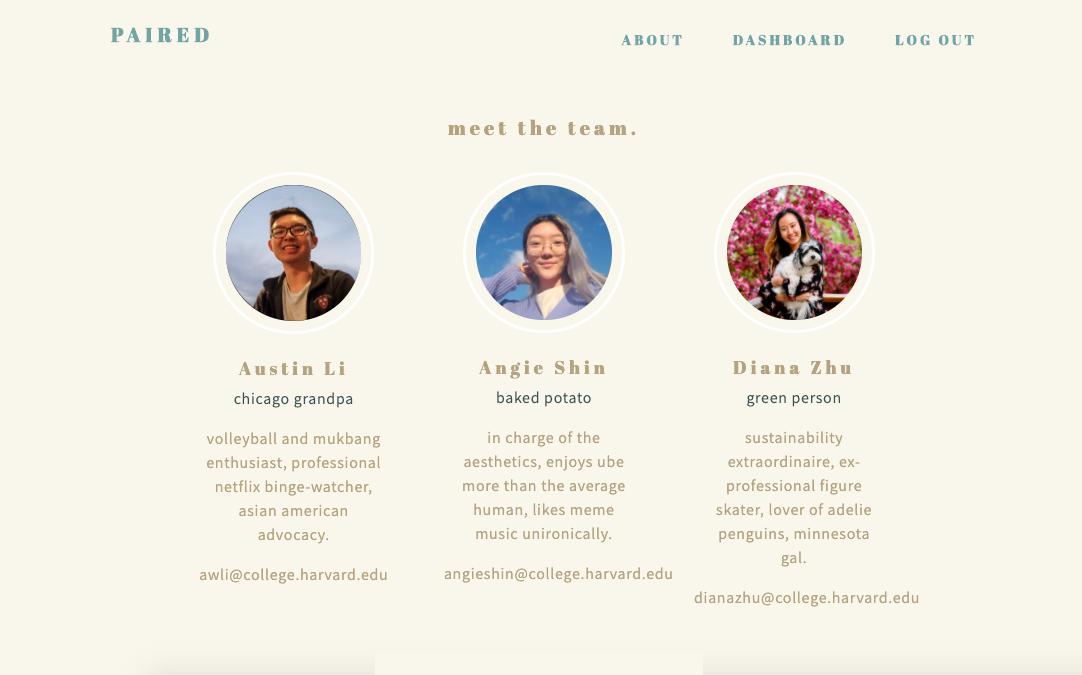 PAIRED
ABOUT DASHBOARD LOG OUT
meet the team.
Austin Li
chicago grandpa
volleyball and mukbang
enthusiast, professional
netflix binge-watcher,
asian american
advocacy.
awli@college.harvard.edu
Angie Shin
baked potato
in charge of the
aesthetics, enjoys ube
more than the average
human, likes meme
music unironically.
angieshin@college.harvard.edu
Diana Zhu
green person
sustainability
extraordinaire, ex-
professional figure
skater, lover of adelie
penguins, minnesota
gal.
dianazhu@college.harvard.edu